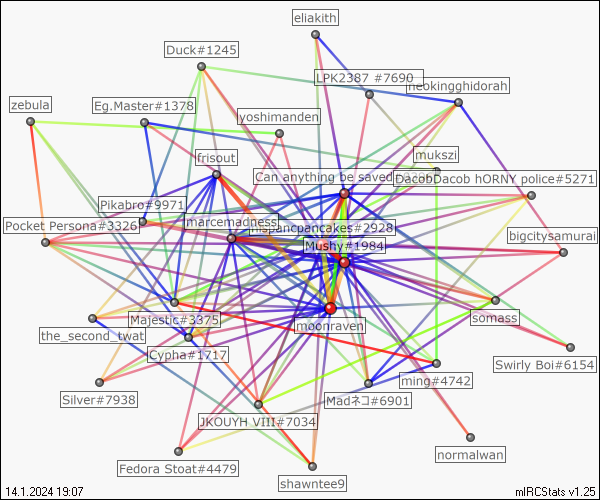 eliakith
Duck#1245
LPK2387 #7690
neokingghidorah
zebula
Eg.Master#1378
yoshimanden
mukszi
frisout
Can anything be saved
DacobDacob hORNY police#5271
Pikabro#9971
Pocket Persona#3326
marcemadness
hispancpancakes#2928
bigcitysamurai
Mushy#1984
Majestic#3375
moonraven
somass
the_second_twat
Cypha#1717
Swirly Boi#6154
ming#4742
Silver#7938
Madネコ#6901
JKOUYH VIII#7034
normalwan
Fedora Stoat#4479
shawntee9
14.1.2024 19:07
mIRCStats v1.25